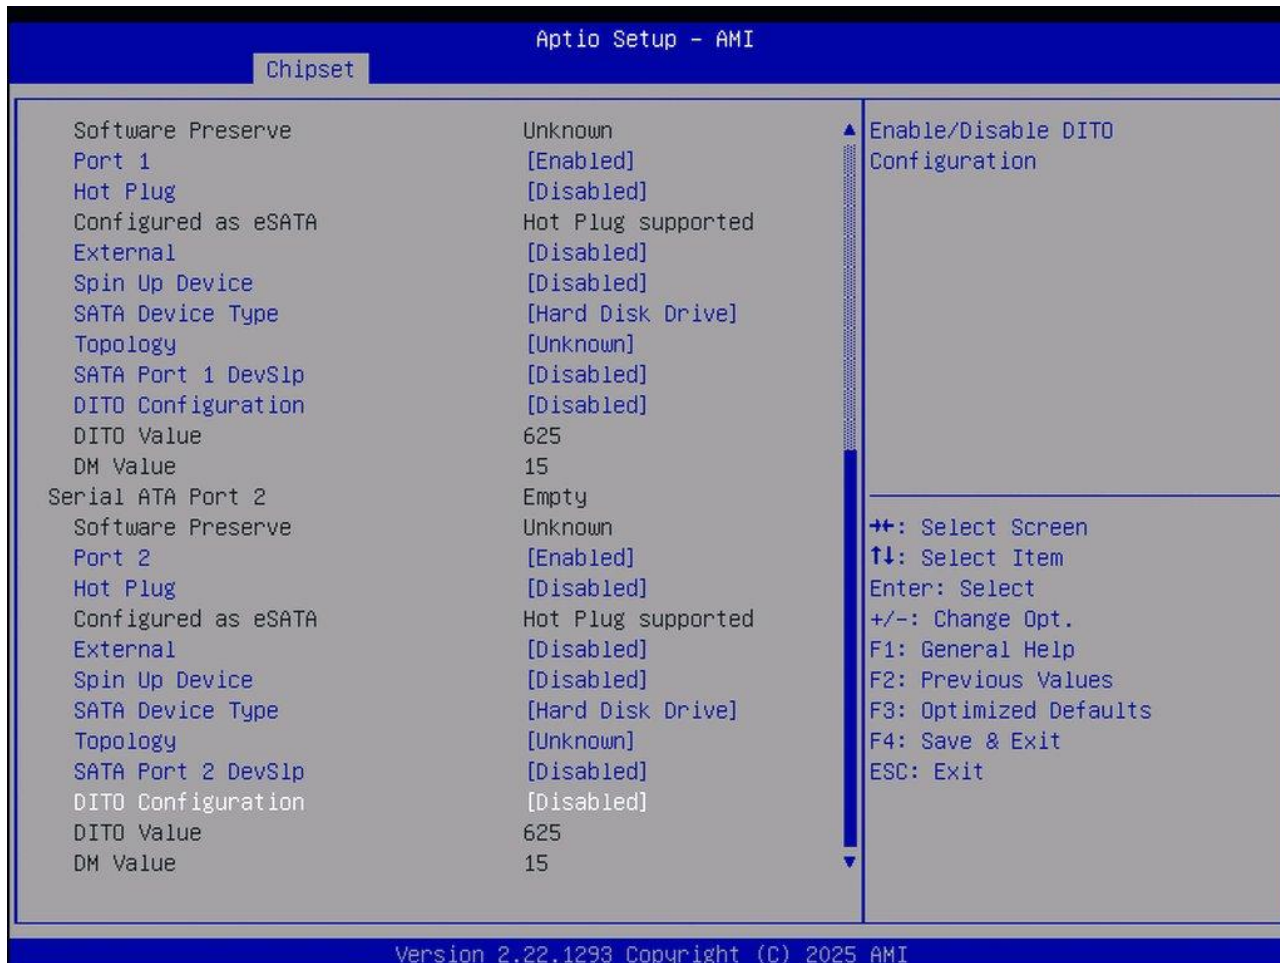 Aptio Setup – AMI
Chipset
Software Preserve Unknown
Port 1 [Enabled]
Hot Plug [Disabled]
Configured as eSATA Hot Plug supported
External [Disabled]
Spin Up Device [Disabled]
SATA Device Type [Hard Disk Drive]
Topology [Unknown]
SATA Port 1 DevSlp [Disabled]
DITO Configuration [Disabled]
DITO Value 625
DM Value 15
Serial ATA Port 2 Empty
Software Preserve Unknown
Port 2 [Enabled]
Hot Plug [Disabled]
Configured as eSATA Hot Plug supported
External [Disabled]
Spin Up Device [Disabled]
SATA Device Type [Hard Disk Drive]
Topology [Unknown]
SATA Port 2 DevSlp [Disabled]
DITO Configuration [Disabled]
DITO Value 625
DM Value 15
Enable/Disable DITO
Configuration
→←: Select Screen
↑↓: Select Item
Enter: Select
+/-: Change Opt.
F1: General Help
F2: Previous Values
F3: Optimized Defaults
F4: Save & Exit
ESC: Exit
Version 2.22.1293 Copyright (C) 2025 AMI